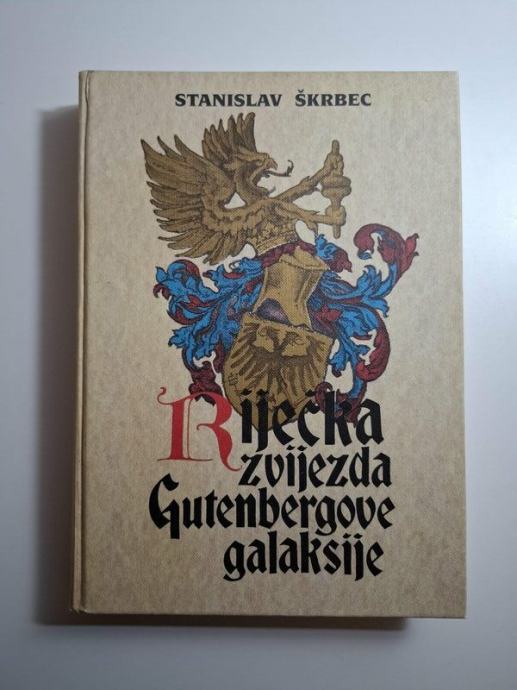 STANISLAV ŠKRBEC
Riječka
zvijezda
Gutenbergove
galaksije